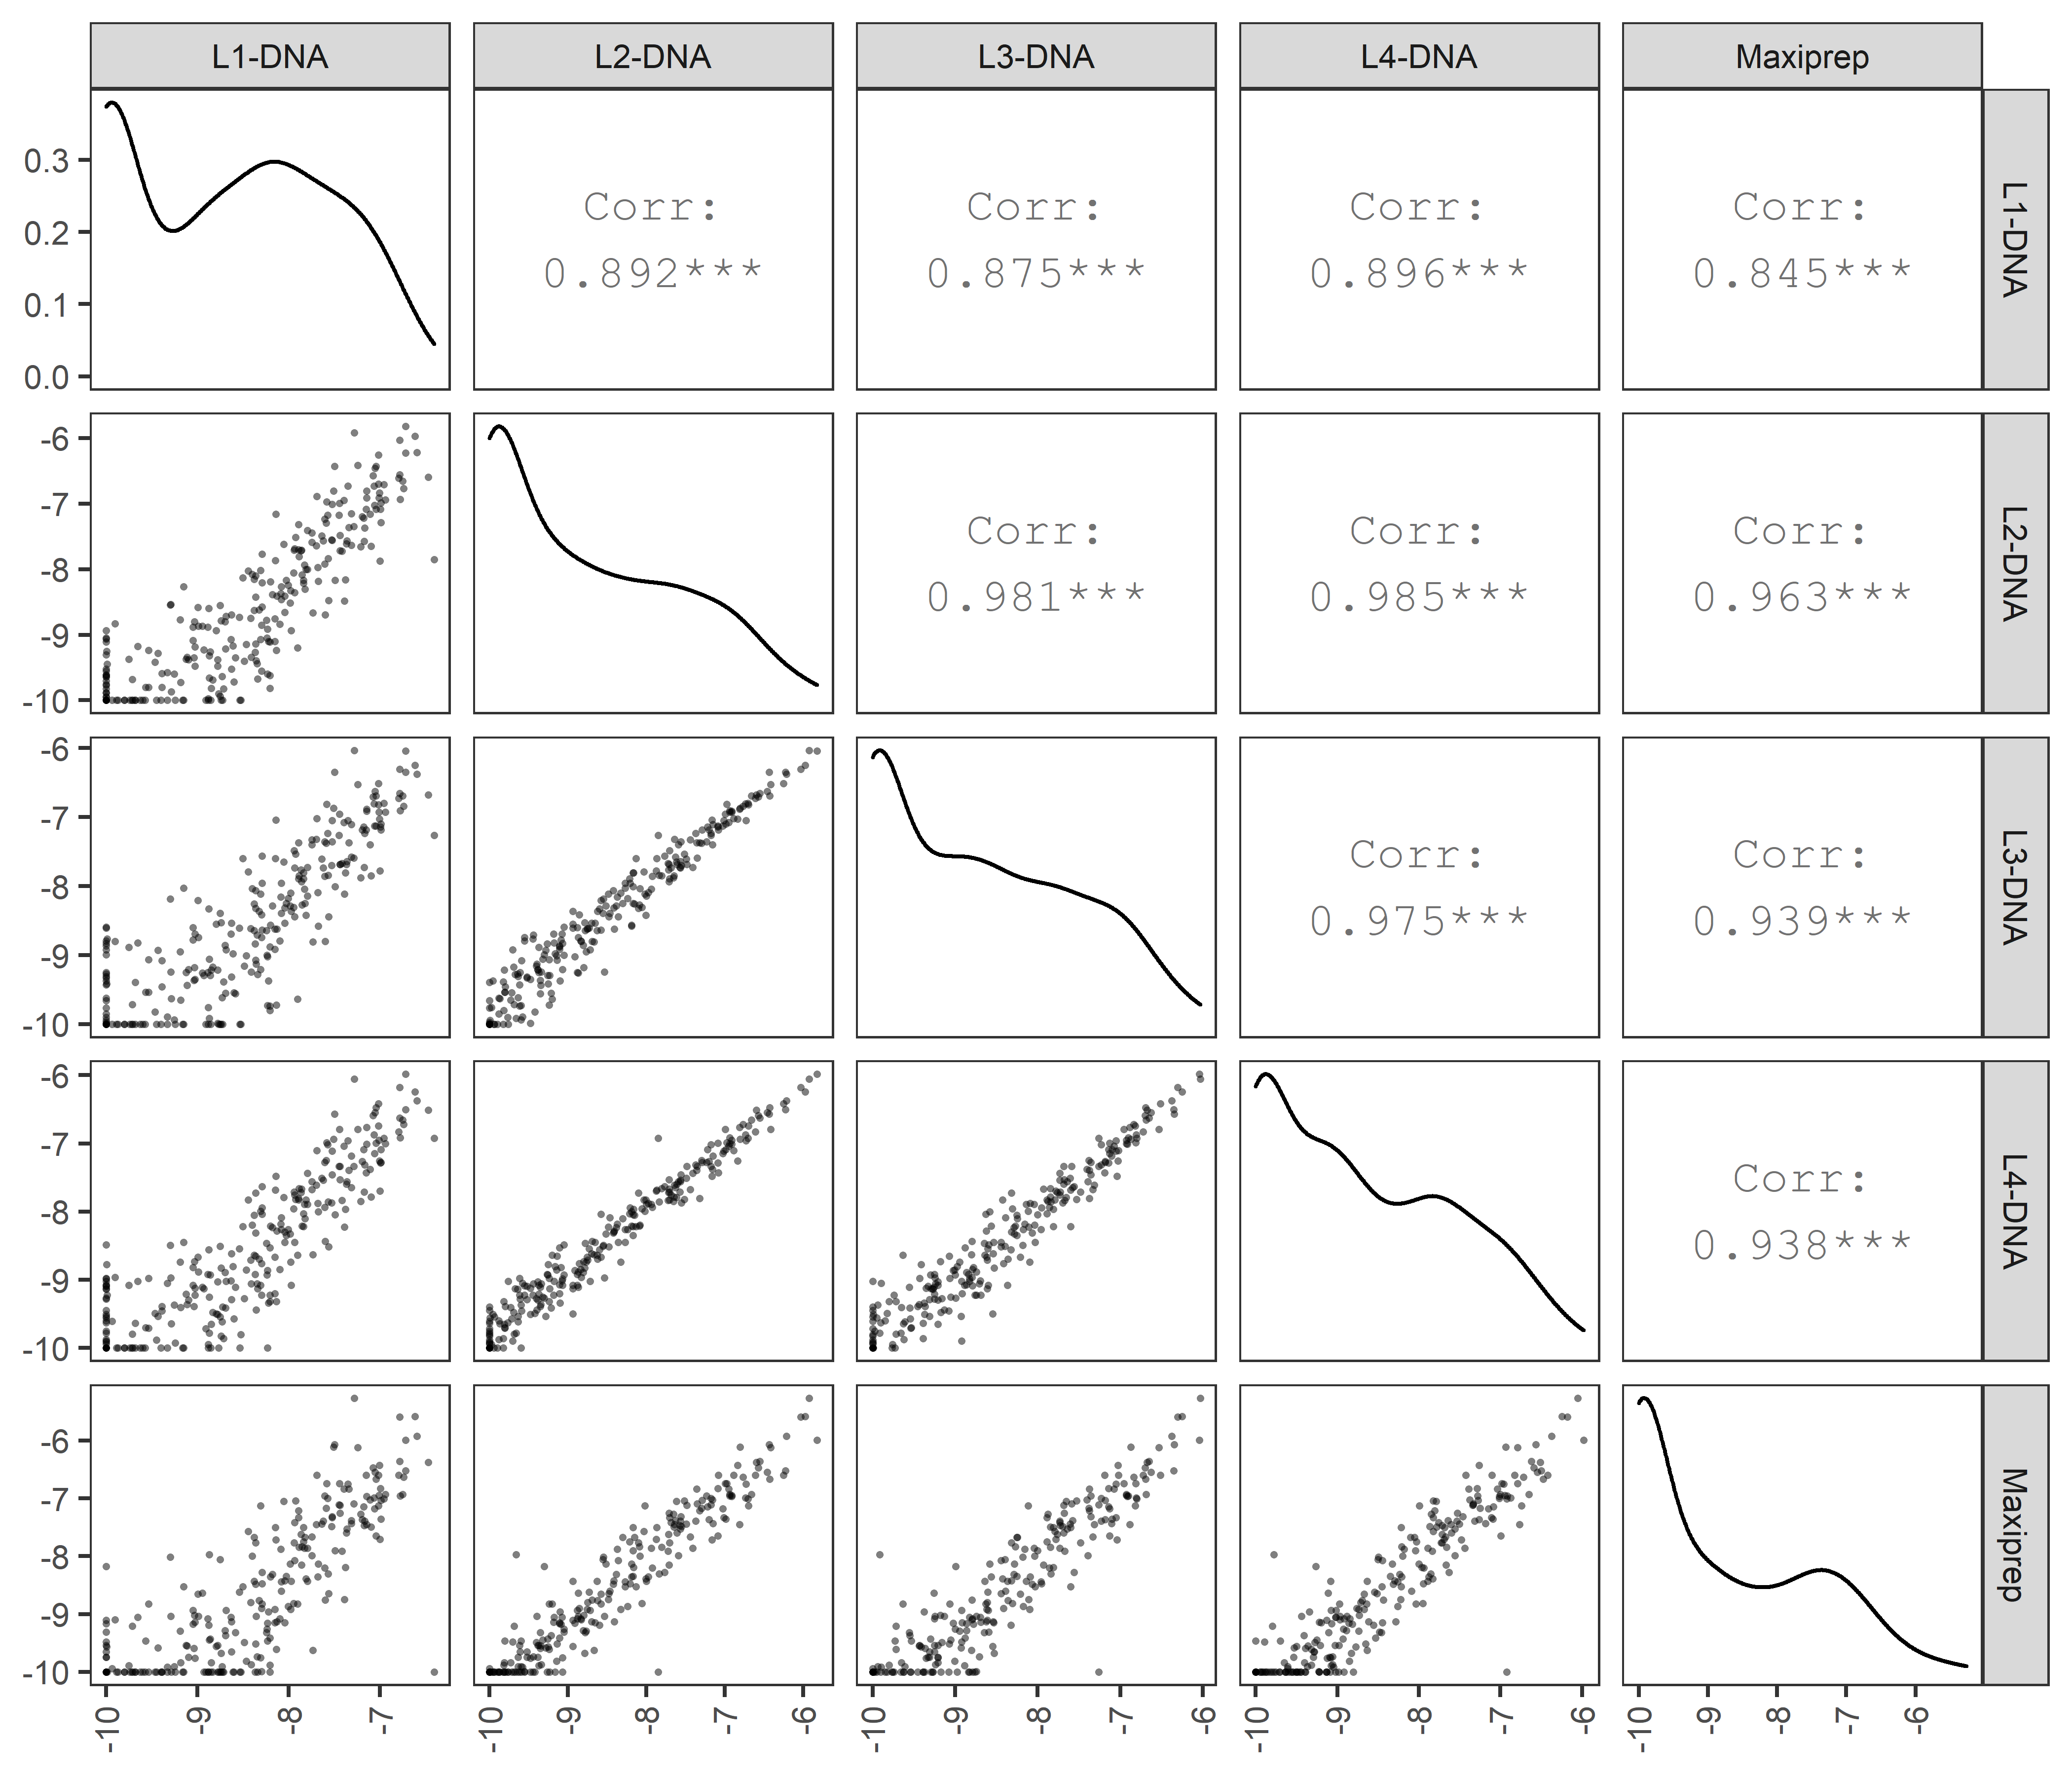 L1-DNA L2-DNA L3-DNA L4-DNA Maxiprep
0.3
0.2
0.1
0.0
Corr:
0.892***
Corr:
0.875***
Corr:
0.896***
Corr:
0.845***
L1-DNA
-6
-7
-8
-9
-10
Corr:
0.981***
Corr:
0.985***
Corr:
0.963***
L2-DNA
-6
-7
-8
-9
-10
Corr:
0.975***
Corr:
0.939***
L3-DNA
-6
-7
-8
-9
-10
Corr:
0.938***
L4-DNA
-6
-7
-8
-9
-10
Maxiprep
-10 -9 -8 -7
-10 -9 -8 -7 -6
-10 -9 -8 -7 -6
-10 -9 -8 -7 -6
-10 -9 -8 -7 -6